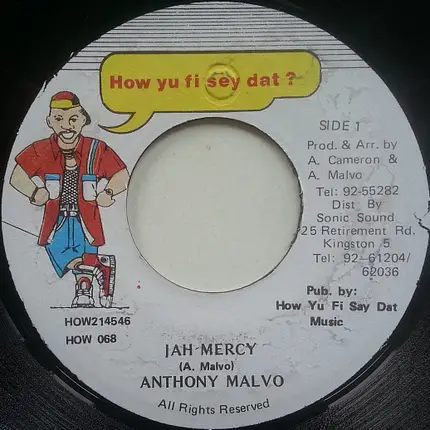 How yu fi sey dat ?
SIDE 1
Prod. & Arr. by
A. Cameron &
A. Malvo
Tel: 92-55282
Dist By
Sonic Sound
25 Retirement Rd.
Kingston 5
Tel: 92-61204/
62036
Pub. by:
How Yu Fi Say Dat
Music
HOW214546
HOW 068
JAH MERCY
(A. Malvo)
ANTHONY MALVO
All Rights Reserved